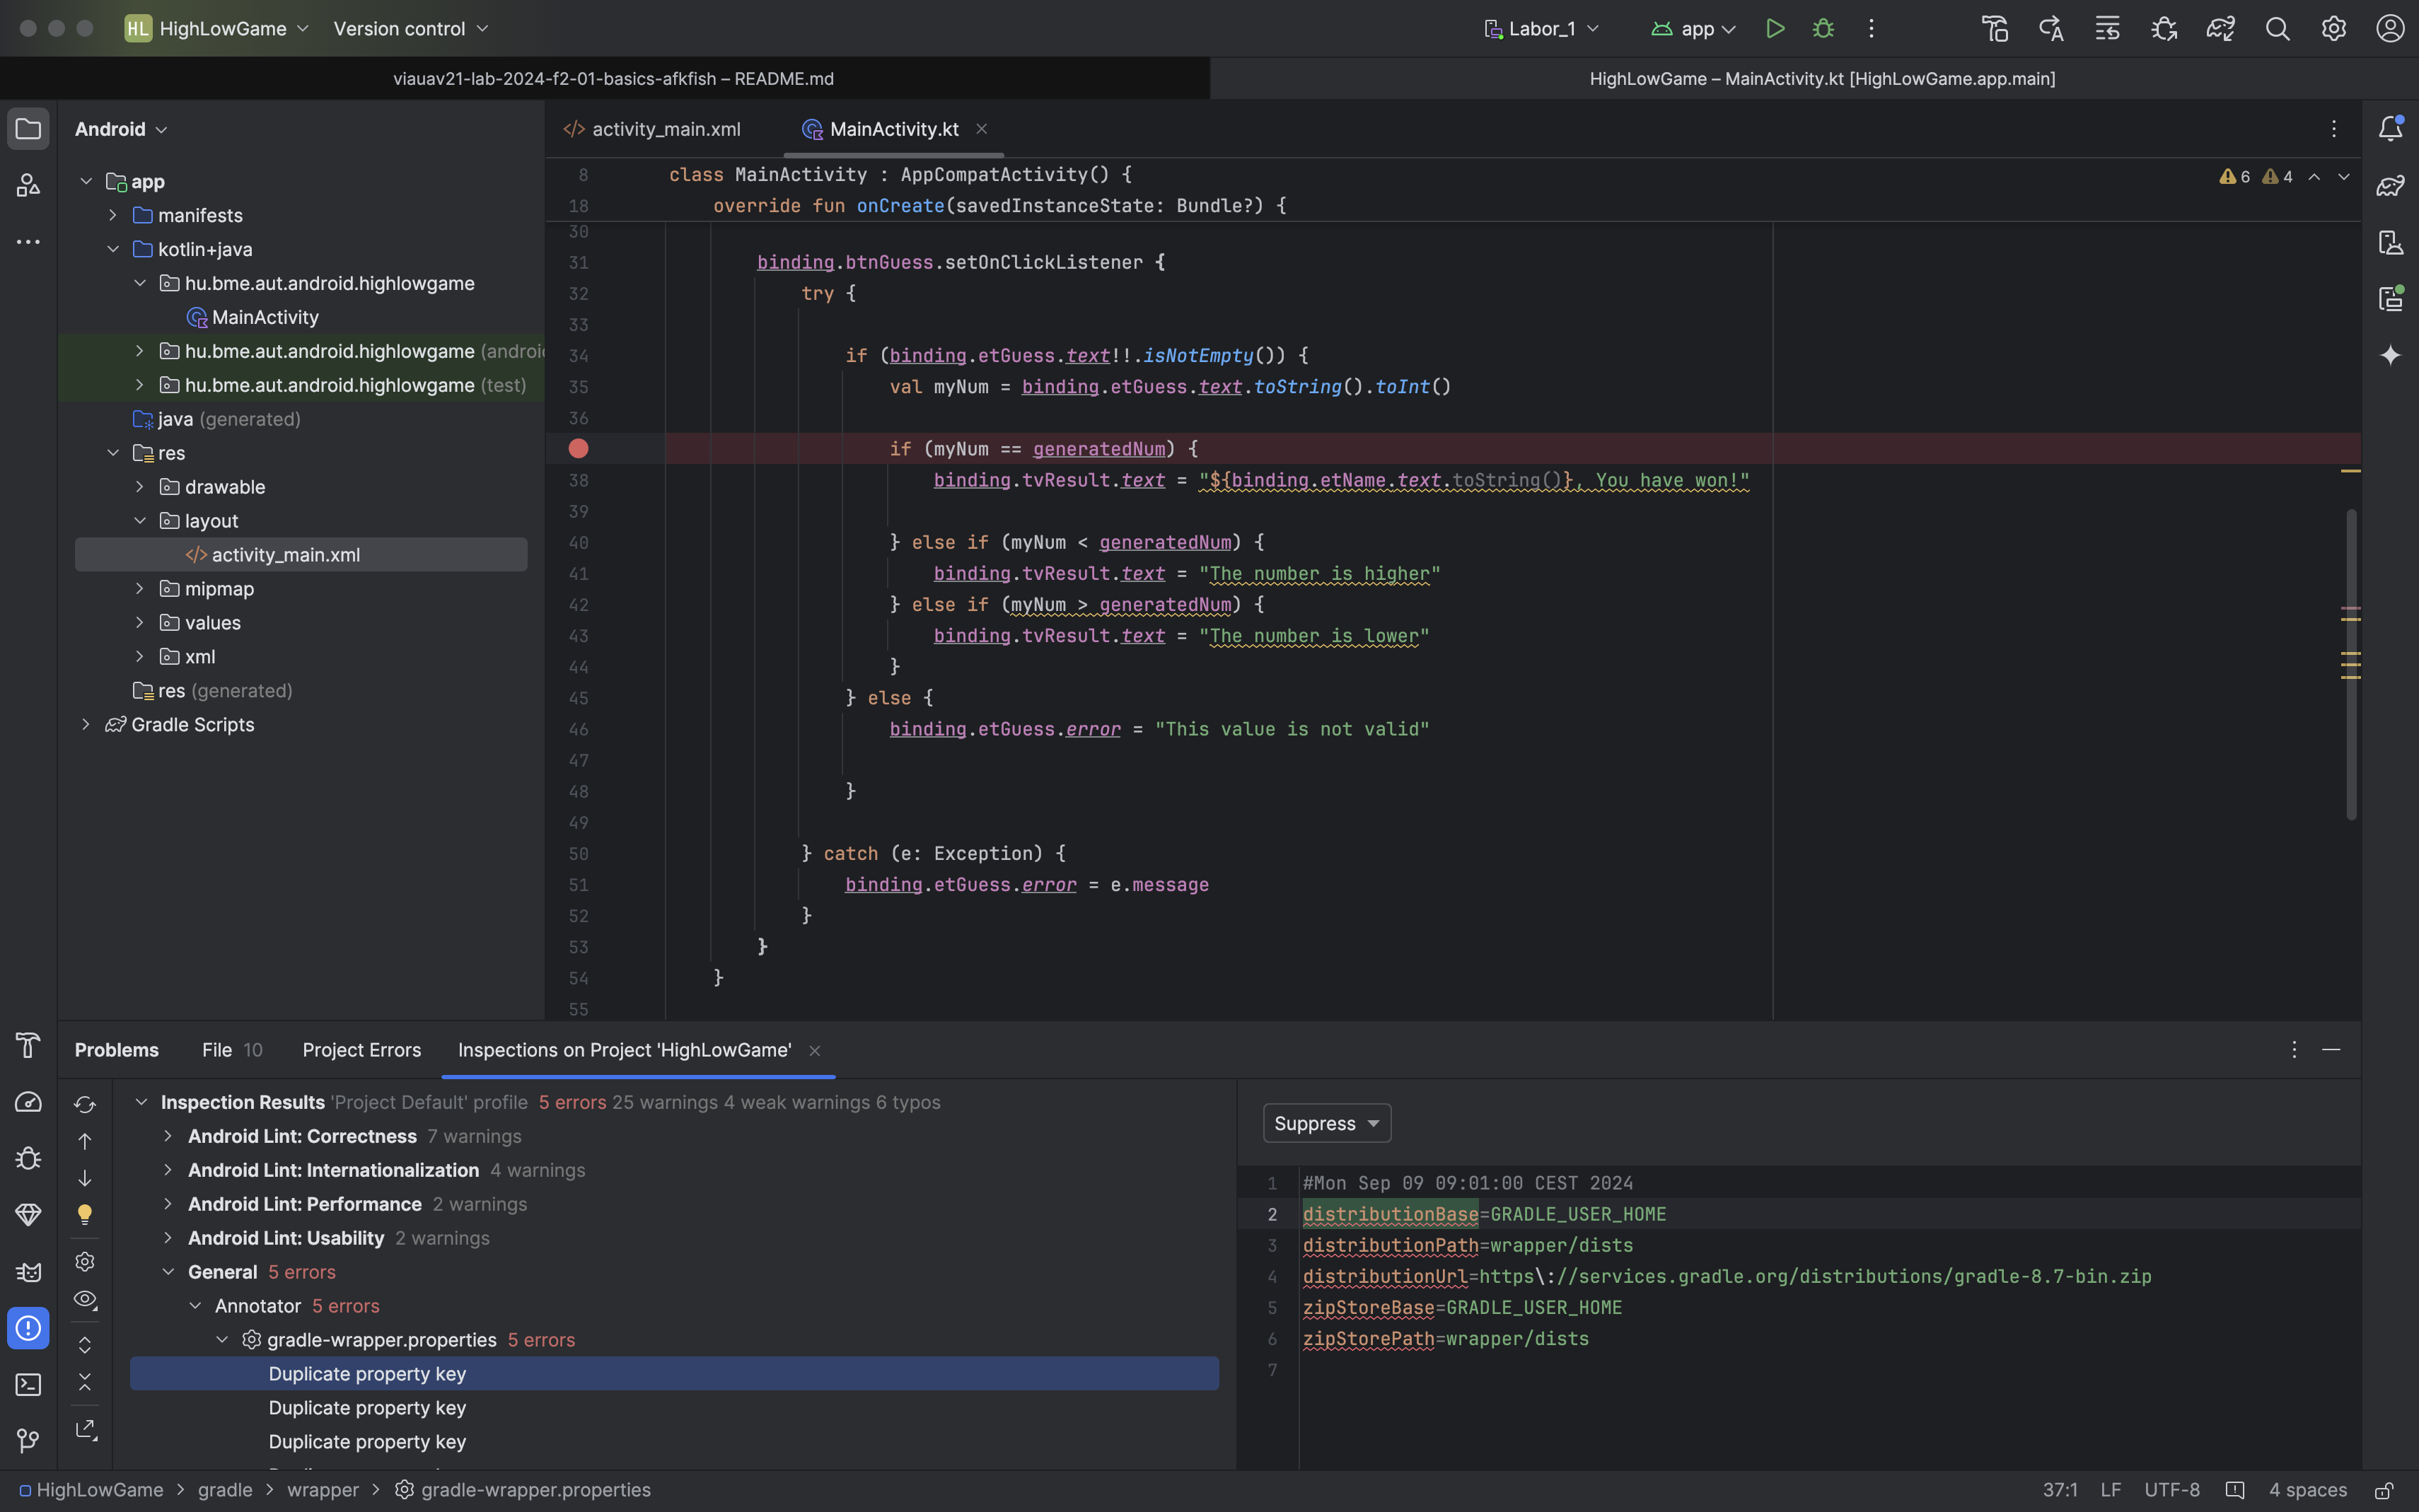 HL HighLowGame Version control Labor_1 app
viauav21-lab-2024-f2-01-basics-afkfish – README.md
HighLowGame – MainActivity.kt [HighLowGame.app.main]
Android
app
manifests
kotlin+java
hu.bme.aut.android.highlowgame
MainActivity
hu.bme.aut.android.highlowgame
hu.bme.aut.android.highlowgame (test)
java (generated)
res
drawable
layout
activity_main.xml
mipmap
values
xml
res (generated)
Gradle Scripts
activity_main.xml MainActivity.kt
6 4
8 class MainActivity : AppCompatActivity() {
18 override fun onCreate(savedInstanceState: Bundle?) {
30
31 binding.btnGuess.setOnClickListener {
32 try {
33
34 if (binding.etGuess.text!!.isNotEmpty()) {
35 val myNum = binding.etGuess.text.toString().toInt()
36
if (myNum == generatedNum) {
38 binding.tvResult.text = "${binding.etName.text.toString()}, You have won!"
39
40 } else if (myNum < generatedNum) {
41 binding.tvResult.text = "The number is higher"
42 } else if (myNum > generatedNum) {
43 binding.tvResult.text = "The number is lower"
44 }
45 } else {
46 binding.etGuess.error = "This value is not valid"
47
48 }
49
50 } catch (e: Exception) {
51 binding.etGuess.error = e.message
52 }
53 }
54 }
55
Problems File 10 Project Errors Inspections on Project 'HighLowGame'
Inspection Results 'Project Default' profile 5 errors 25 warnings 4 weak warnings 6 typos
Android Lint: Correctness 7 warnings
Android Lint: Internationalization 4 warnings
Android Lint: Performance 2 warnings
Android Lint: Usability 2 warnings
General 5 errors
Annotator 5 errors
gradle-wrapper.properties 5 errors
Duplicate property key
Duplicate property key
Duplicate property key
Suppress
1 #Mon Sep 09 09:01:00 CEST 2024
2 distributionBase=GRADLE_USER_HOME
3 distributionPath=wrapper/dists
4 distributionUrl=https\://services.gradle.org/distributions/gradle-8.7-bin.zip
5 zipStoreBase=GRADLE_USER_HOME
6 zipStorePath=wrapper/dists
7
HighLowGame > gradle > wrapper > gradle-wrapper.properties
37:1 LF UTF-8 4 spaces